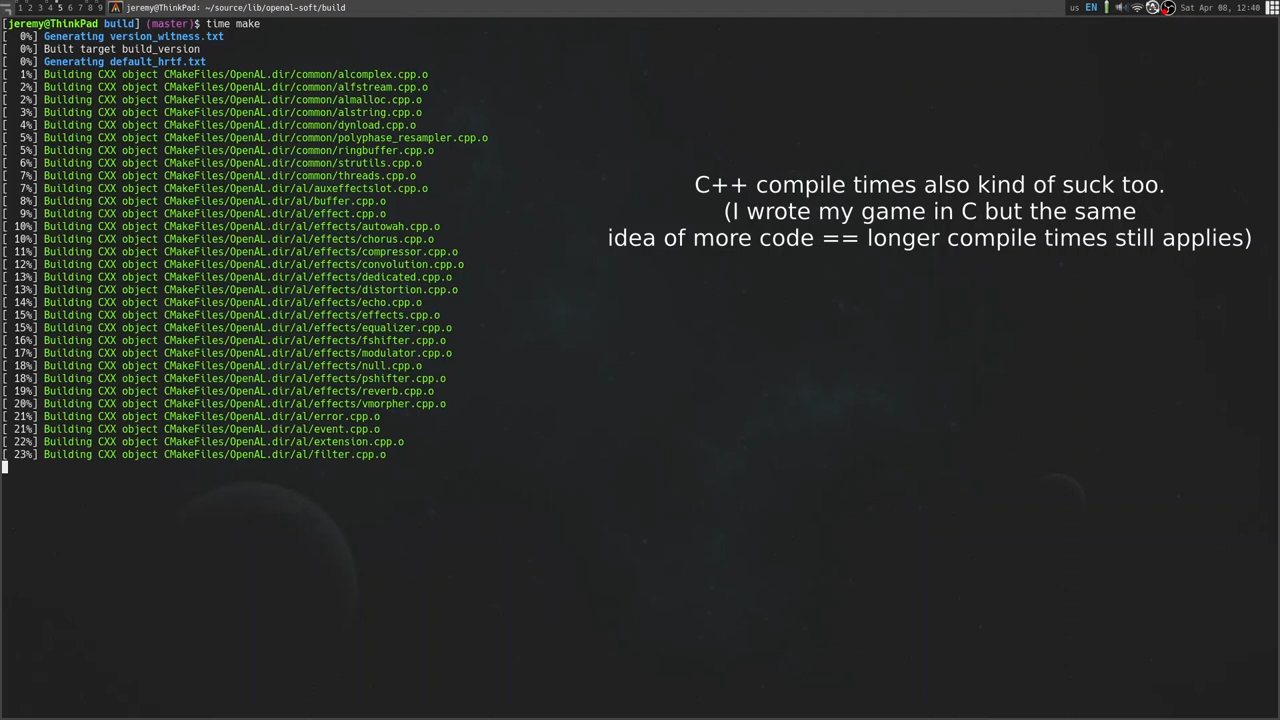 1 2 3 4 5 6 7 8 9 jeremy@ThinkPad: ~/source/lib/openal-soft/build us EN Sat Apr 08, 12:40
[jeremy@ThinkPad build] (master)$ time make
[  0%] Generating version_witness.txt
[  0%] Built target build_version
[  0%] Generating default_hrtf.txt
[  1%] Building CXX object CMakeFiles/OpenAL.dir/common/alcomplex.cpp.o
[  2%] Building CXX object CMakeFiles/OpenAL.dir/common/alfstream.cpp.o
[  2%] Building CXX object CMakeFiles/OpenAL.dir/common/almalloc.cpp.o
[  3%] Building CXX object CMakeFiles/OpenAL.dir/common/alstring.cpp.o
[  4%] Building CXX object CMakeFiles/OpenAL.dir/common/dynload.cpp.o
[  5%] Building CXX object CMakeFiles/OpenAL.dir/common/polyphase_resampler.cpp.o
[  5%] Building CXX object CMakeFiles/OpenAL.dir/common/ringbuffer.cpp.o
[  6%] Building CXX object CMakeFiles/OpenAL.dir/common/strutils.cpp.o
[  7%] Building CXX object CMakeFiles/OpenAL.dir/common/threads.cpp.o
[  7%] Building CXX object CMakeFiles/OpenAL.dir/al/auxeffectslot.cpp.o
[  8%] Building CXX object CMakeFiles/OpenAL.dir/al/buffer.cpp.o
[  9%] Building CXX object CMakeFiles/OpenAL.dir/al/effect.cpp.o
[ 10%] Building CXX object CMakeFiles/OpenAL.dir/al/effects/autowah.cpp.o
[ 10%] Building CXX object CMakeFiles/OpenAL.dir/al/effects/chorus.cpp.o
[ 11%] Building CXX object CMakeFiles/OpenAL.dir/al/effects/compressor.cpp.o
[ 12%] Building CXX object CMakeFiles/OpenAL.dir/al/effects/convolution.cpp.o
[ 13%] Building CXX object CMakeFiles/OpenAL.dir/al/effects/dedicated.cpp.o
[ 13%] Building CXX object CMakeFiles/OpenAL.dir/al/effects/distortion.cpp.o
[ 14%] Building CXX object CMakeFiles/OpenAL.dir/al/effects/echo.cpp.o
[ 15%] Building CXX object CMakeFiles/OpenAL.dir/al/effects/effects.cpp.o
[ 15%] Building CXX object CMakeFiles/OpenAL.dir/al/effects/equalizer.cpp.o
[ 16%] Building CXX object CMakeFiles/OpenAL.dir/al/effects/fshifter.cpp.o
[ 17%] Building CXX object CMakeFiles/OpenAL.dir/al/effects/modulator.cpp.o
[ 18%] Building CXX object CMakeFiles/OpenAL.dir/al/effects/null.cpp.o
[ 18%] Building CXX object CMakeFiles/OpenAL.dir/al/effects/pshifter.cpp.o
[ 19%] Building CXX object CMakeFiles/OpenAL.dir/al/effects/reverb.cpp.o
[ 20%] Building CXX object CMakeFiles/OpenAL.dir/al/effects/vmorpher.cpp.o
[ 21%] Building CXX object CMakeFiles/OpenAL.dir/al/error.cpp.o
[ 21%] Building CXX object CMakeFiles/OpenAL.dir/al/event.cpp.o
[ 22%] Building CXX object CMakeFiles/OpenAL.dir/al/extension.cpp.o
[ 23%] Building CXX object CMakeFiles/OpenAL.dir/al/filter.cpp.o
C++ compile times also kind of suck too.
(I wrote my game in C but the same
idea of more code == longer compile times still applies)